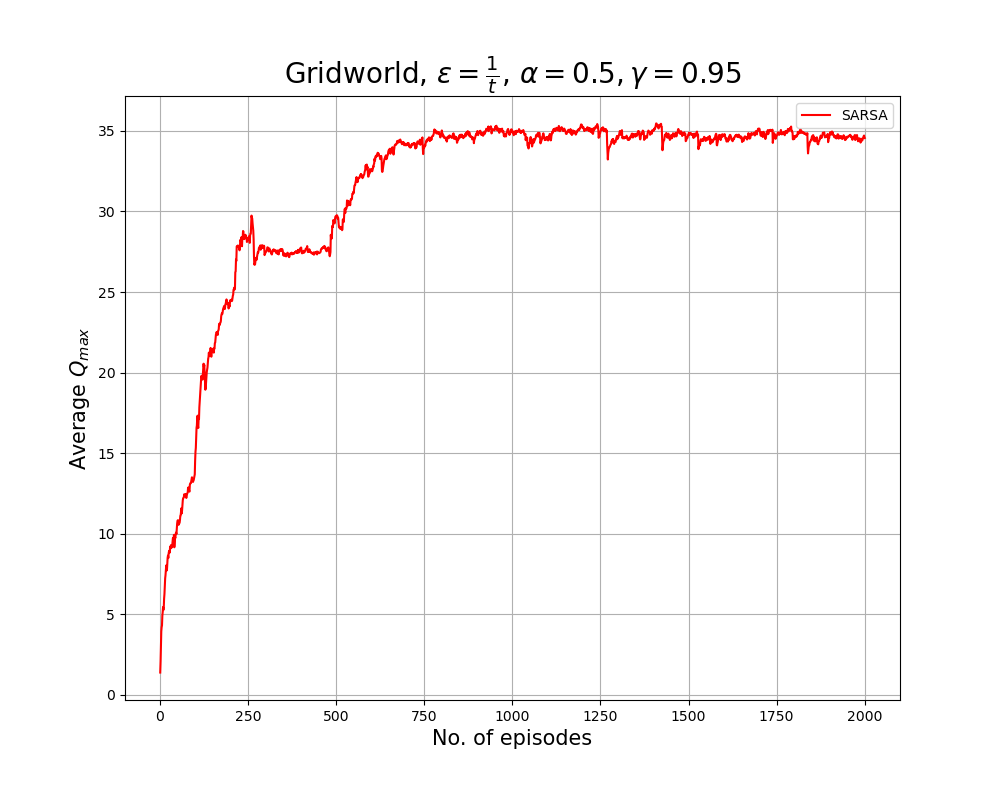 Gridworld, ε = 1/t, α = 0.5, γ = 0.95
SARSA
35
30
25
20
15
10
5
0
Average Qmax
0 250 500 750 1000 1250 1500 1750 2000
No. of episodes